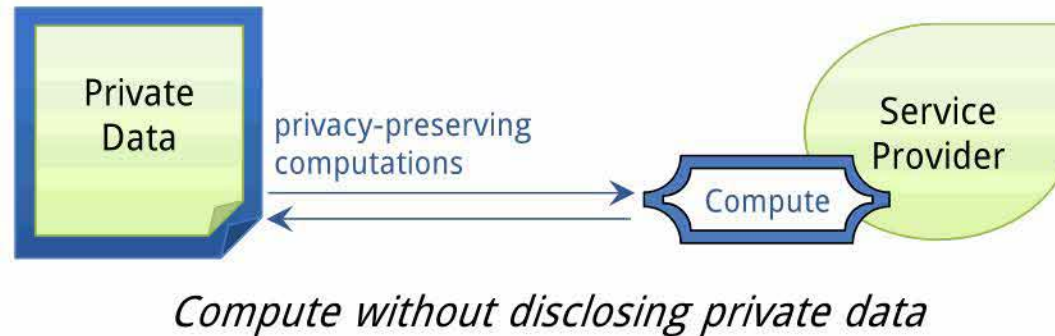 Private
Data
privacy-preserving
computations
Compute
Service
Provider
Compute without disclosing private data